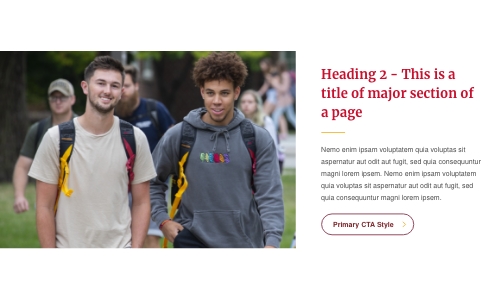 Heading 2 - This is a
title of major section of
a page
Nemo enim ipsam voluptatem quia voluptas sit
aspernatur aut odit aut fugit, sed quia consequuntur
magni lorem ipsem. Nemo enim ipsam voluptatem
quia voluptas sit aspernatur aut odit aut fugit, sed
quia consequuntur magni lorem ipsem.
Primary CTA Style